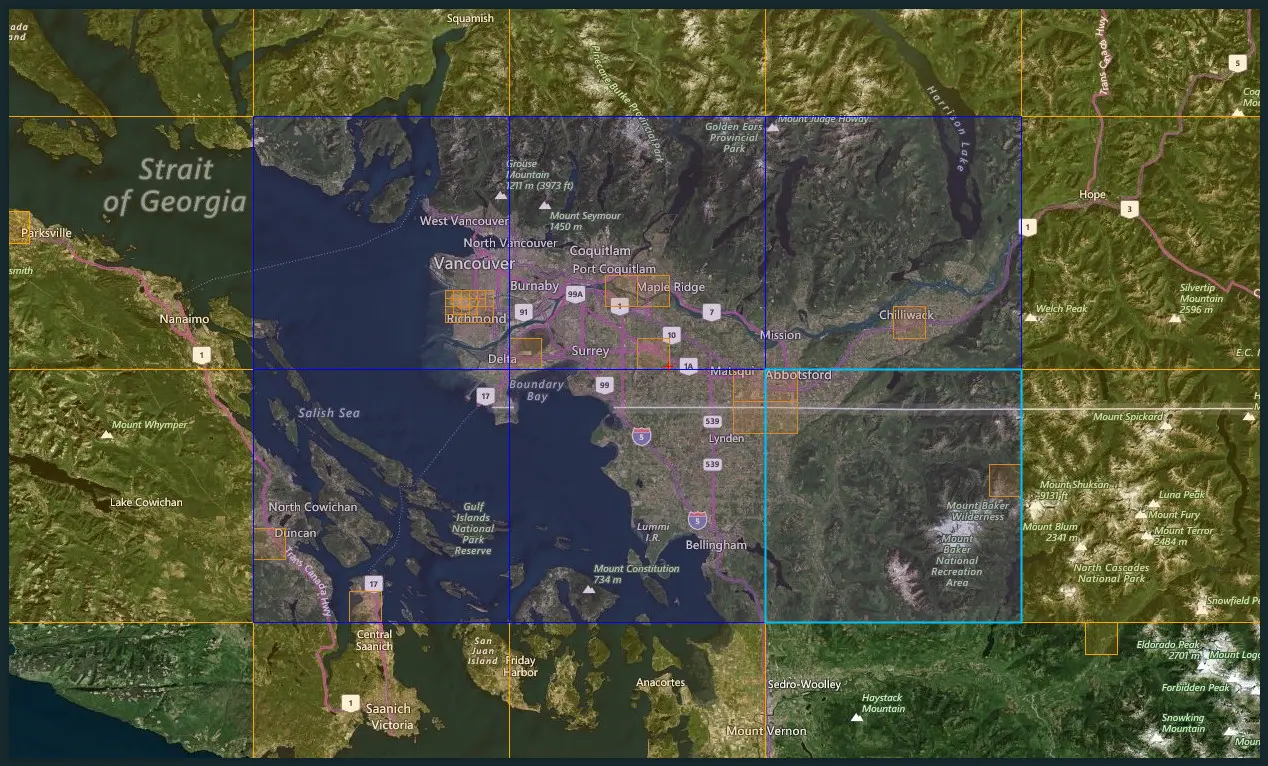 Squamish
ada
and
Trans Canada Hwy
5
Pinecone Burke Provincial Park
Harrison Lake
Coq
Mou
Golden Ears
Provincial
Park
Mount Judge Howay
Strait
of Georgia
Grouse
Mountain
1211 m (3973 ft)
Mount Seymour
1450 m
Hope
3
1
West Vancouver
Parksville
North Vancouver
Coquitlam
Vancouver
Port Coquitlam
smith
Burnaby
99A
Maple Ridge
Silvertip
Mountain
2596 m
Nanaimo
Richmond
91
1
7
Chilliwack
Welch Peak
10
Mission
1
Delta
Surrey
1A
Matsqui
Abbotsford
E.C.
Boundary
Bay
99
17
Salish Sea
Mount Whymper
539
Lynden
5
Mount Spickard
539
Lake Cowichan
North Cowichan
Duncan
Gulf
Islands
National
Park
Reserve
5
Lummi
I.R.
Bellingham
Mount Baker
Wilderness
Mount
Baker
National
Recreation
Area
Mount Shuksan
9131 ft
Luna Peak
Mount Fury
Mount Blum
2341 m
Mount Terror
2484 m
North Cascades
National Park
Trans Canada Hwy
17
Mount Constitution
734 m
Snowfield Pe
Central
Saanich
San
Juan
Island
Friday
Harbor
Anacortes
Sedro-Woolley
Eldorado Peak
2701 m
Mount Loga
Haystack
Mountain
Forbidden Peak
1
Saanich
Victoria
Mount Vernon
Snowking
Mountain
Moun